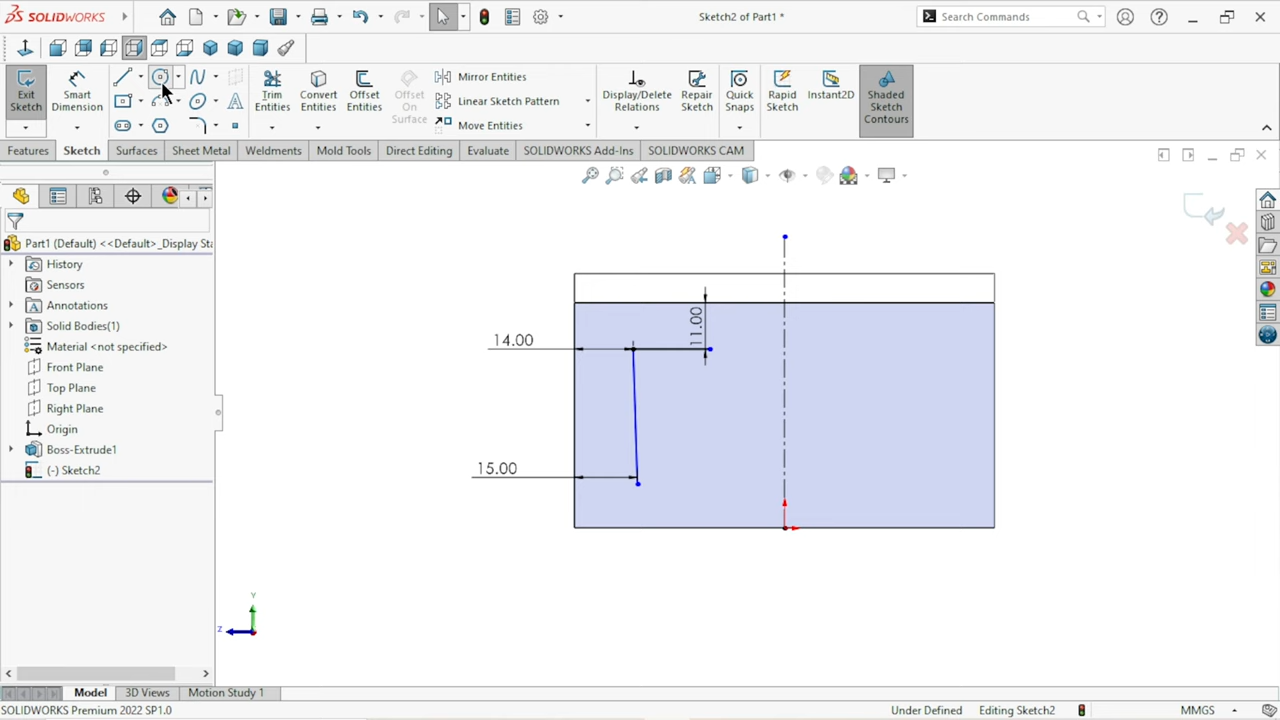 SOLIDWORKS
Sketch2 of Part1 *
Search Commands
Exit Sketch
Smart Dimension
Trim Entities
Convert Entities
Offset Entities
Offset On Surface
Mirror Entities
Linear Sketch Pattern
Move Entities
Display/Delete Relations
Repair Sketch
Quick Snaps
Rapid Sketch
Instant2D
Shaded Sketch Contours
Features
Sketch
Surfaces
Sheet Metal
Weldments
Mold Tools
Direct Editing
Evaluate
SOLIDWORKS Add-Ins
SOLIDWORKS CAM
Part1 (Default) <<Default>_Display Sta
History
Sensors
Annotations
Solid Bodies(1)
Material <not specified>
Front Plane
Top Plane
Right Plane
Origin
Boss-Extrude1
(-) Sketch2
11.00
14.00
15.00
Y
Z
Model
3D Views
Motion Study 1
SOLIDWORKS Premium 2022 SP1.0
Under Defined
Editing Sketch2
MMGS